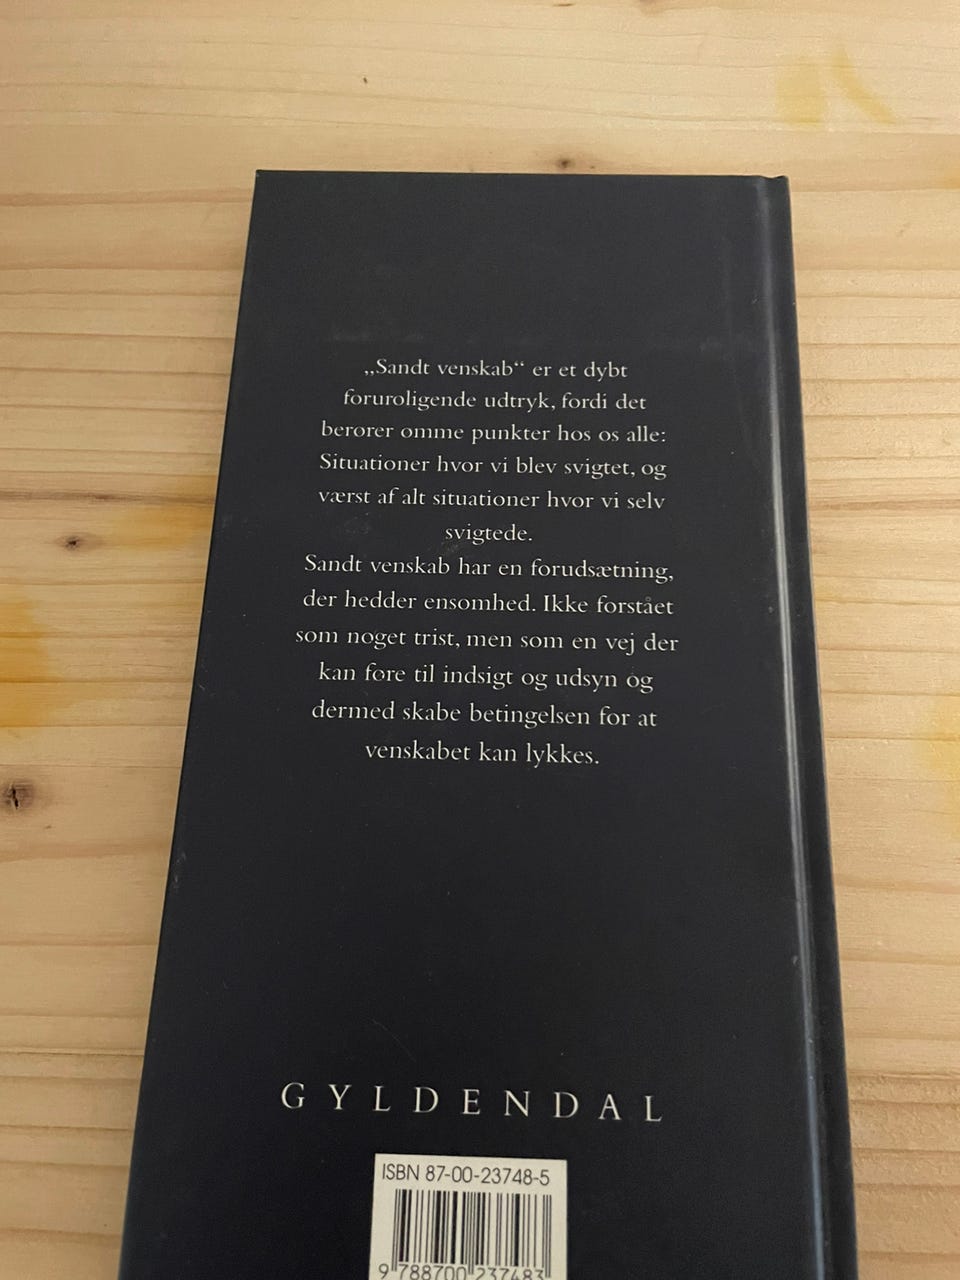 „Sandt venskab“ er et dybt
foruroligende udtryk, fordi det
berører ømme punkter hos os alle:
Situationer hvor vi blev svigtet, og
værst af alt situationer hvor vi selv
svigtede.
Sandt venskab har en forudsætning,
der hedder ensomhed. Ikke forstået
som noget trist, men som en vej der
kan føre til indsigt og udsyn og
dermed skabe betingelsen for at
venskabet kan lykkes.
GYLDENDAL
ISBN 87-00-23748-5
9 788700 237483